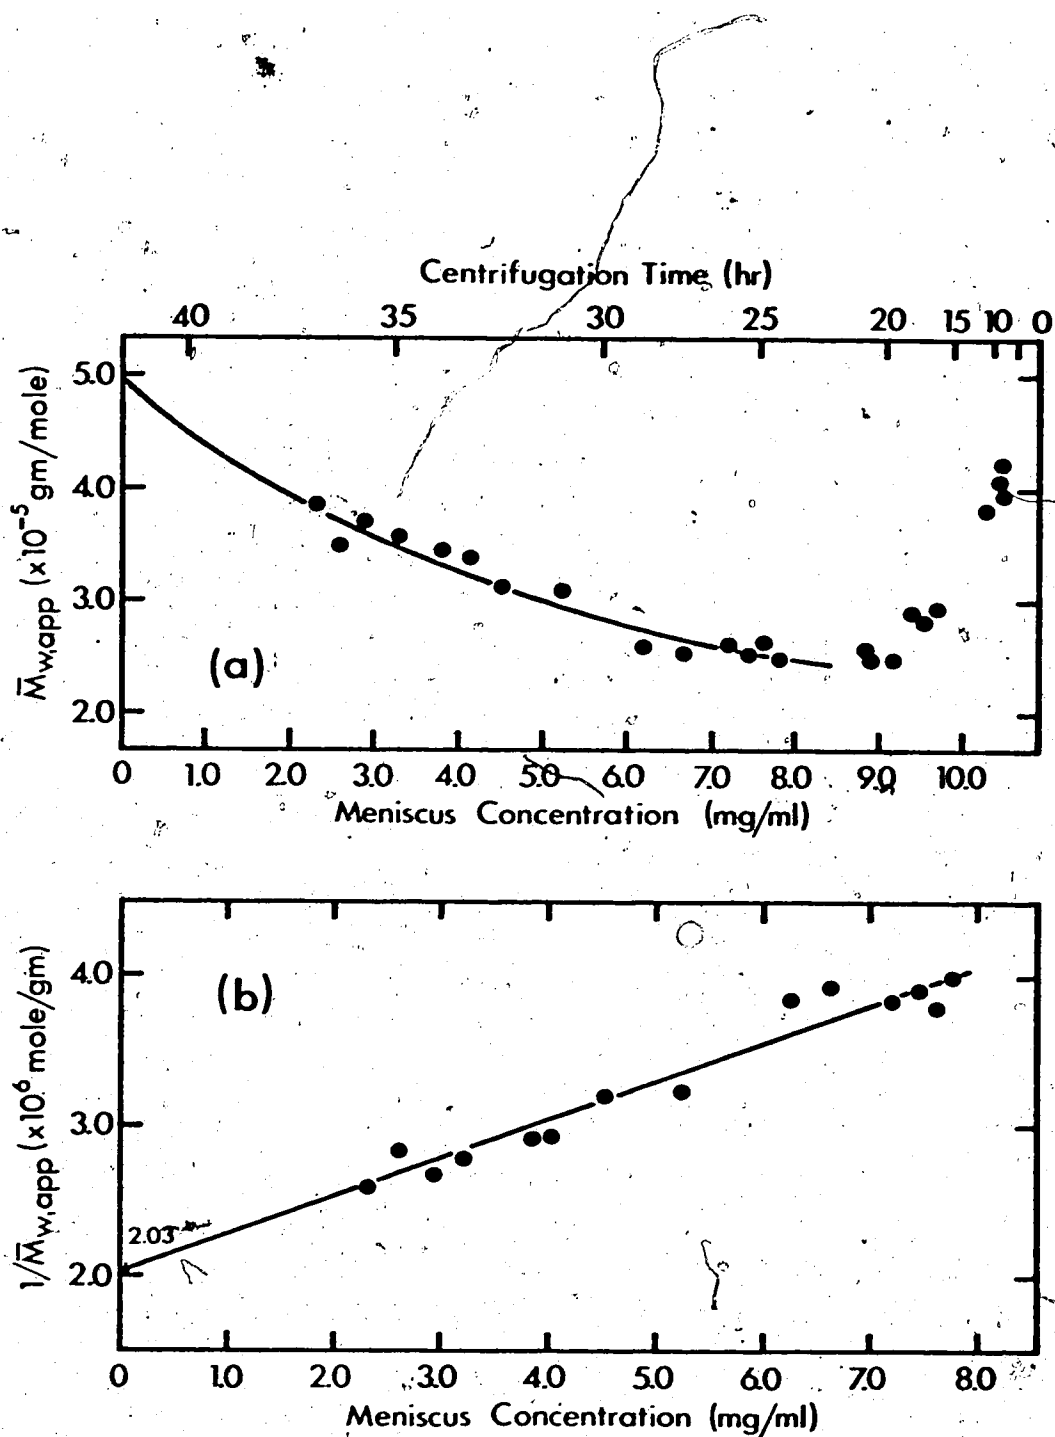 Centrifugation Time (hr)
40 35 30 25 20 15 10 0
5.0
4.0
3.0
2.0
M̅w,app (x10⁻⁵ gm/mole)
(a)
0 1.0 2.0 3.0 4.0 5.0 6.0 7.0 8.0 9.0 10.0
Meniscus Concentration (mg/ml)
4.0
3.0
2.0
1/M̅w,app (x10⁶ mole/gm)
(b)
2.03
0 1.0 2.0 3.0 4.0 5.0 6.0 7.0 8.0
Meniscus Concentration (mg/ml)